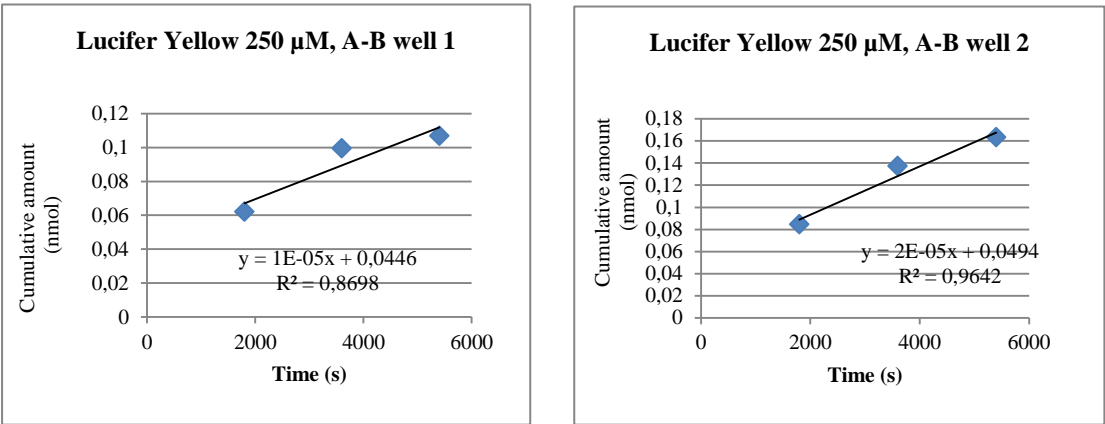 Lucifer Yellow 250 µM, A-B well 1
0,12
0,1
0,08
0,06
0,04
0,02
0
Cumulative amount
(nmol)
y = 1E-05x + 0,0446
R² = 0,8698
0 2000 4000 6000
Time (s)
Lucifer Yellow 250 µM, A-B well 2
0,18
0,16
0,14
0,12
0,1
0,08
0,06
0,04
0,02
0
Cumulative amount
(nmol)
y = 2E-05x + 0,0494
R² = 0,9642
0 2000 4000 6000
Time (s)